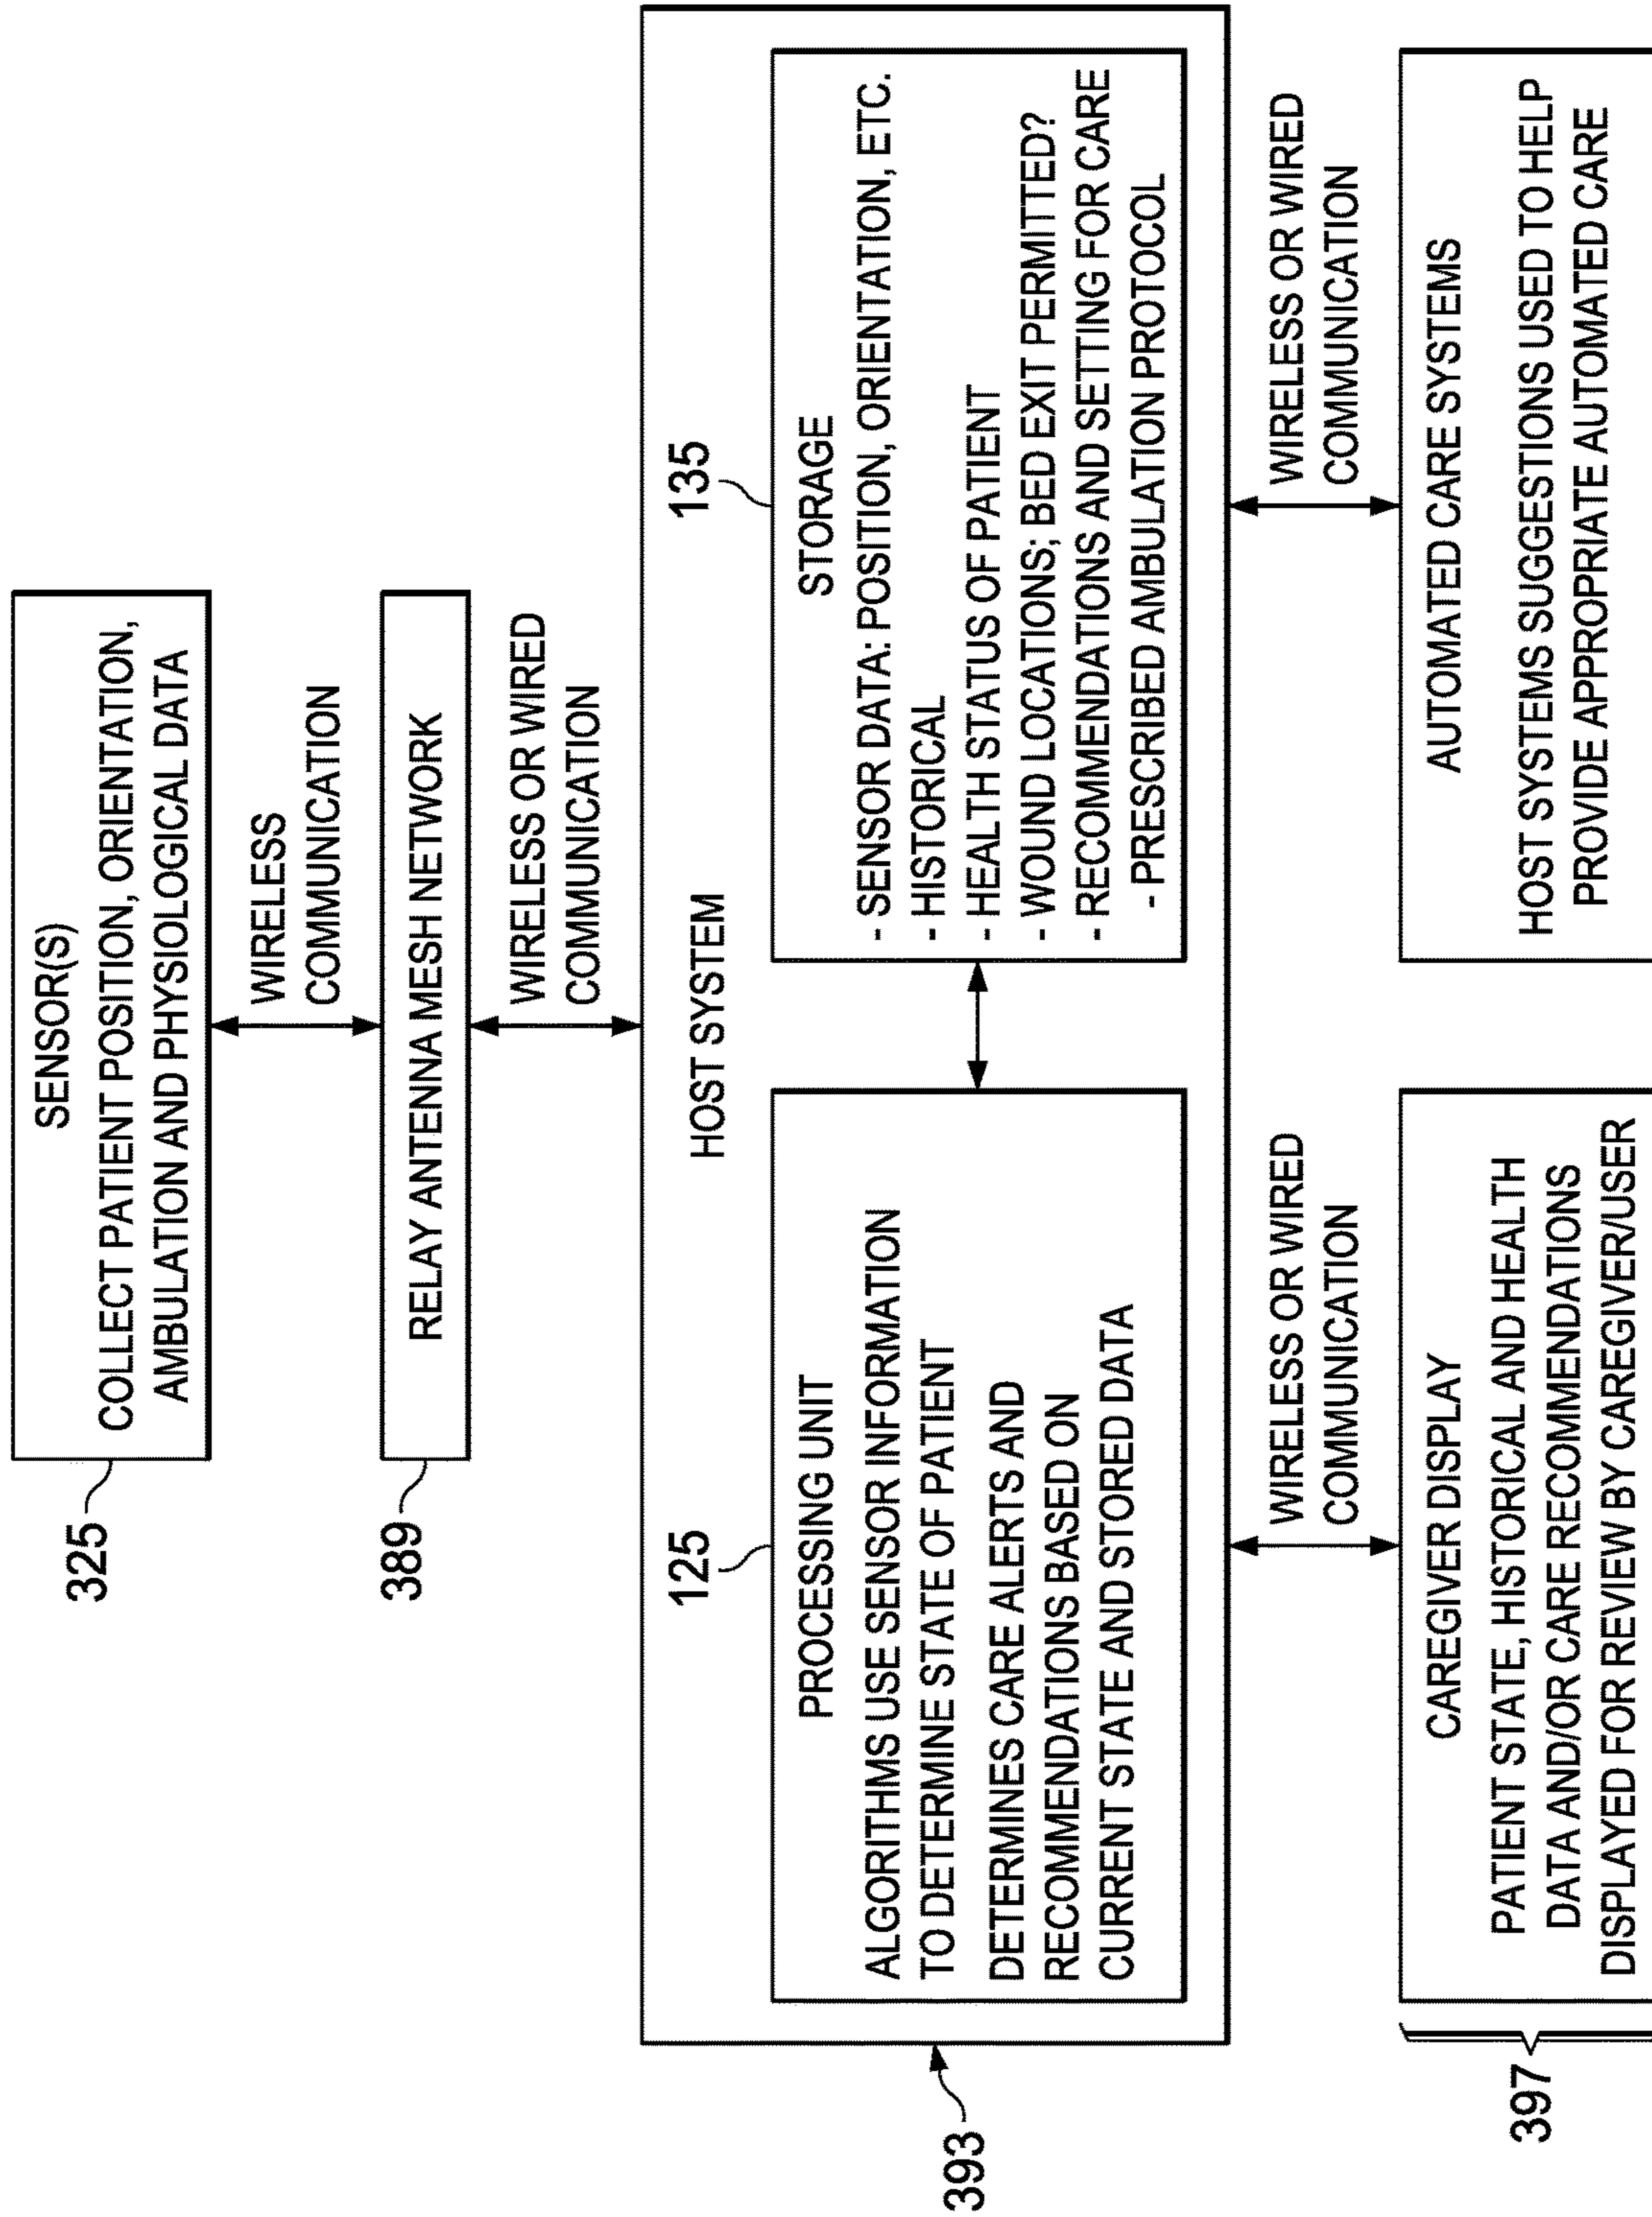 SENSOR(S)
COLLECT PATIENT POSITION, ORIENTATION,
AMBULATION AND PHYSIOLOGICAL DATA
325
WIRELESS
COMMUNICATION
RELAY ANTENNA MESH NETWORK
389
WIRELESS OR WIRED
COMMUNICATION
HOST SYSTEM
393
125
PROCESSING UNIT
ALGORITHMS USE SENSOR INFORMATION
TO DETERMINE STATE OF PATIENT
DETERMINES CARE ALERTS AND
RECOMMENDATIONS BASED ON
CURRENT STATE AND STORED DATA
135
STORAGE
- SENSOR DATA: POSITION, ORIENTATION, ETC.
- HISTORICAL
- HEALTH STATUS OF PATIENT
- WOUND LOCATIONS; BED EXIT PERMITTED?
- RECOMMENDATIONS AND SETTING FOR CARE
- PRESCRIBED AMBULATION PROTOCOL
WIRELESS OR WIRED
COMMUNICATION
WIRELESS OR WIRED
COMMUNICATION
397
CAREGIVER DISPLAY
PATIENT STATE, HISTORICAL AND HEALTH
DATA AND/OR CARE RECOMMENDATIONS
DISPLAYED FOR REVIEW BY CAREGIVER/USER
AUTOMATED CARE SYSTEMS
HOST SYSTEMS SUGGESTIONS USED TO HELP
PROVIDE APPROPRIATE AUTOMATED CARE